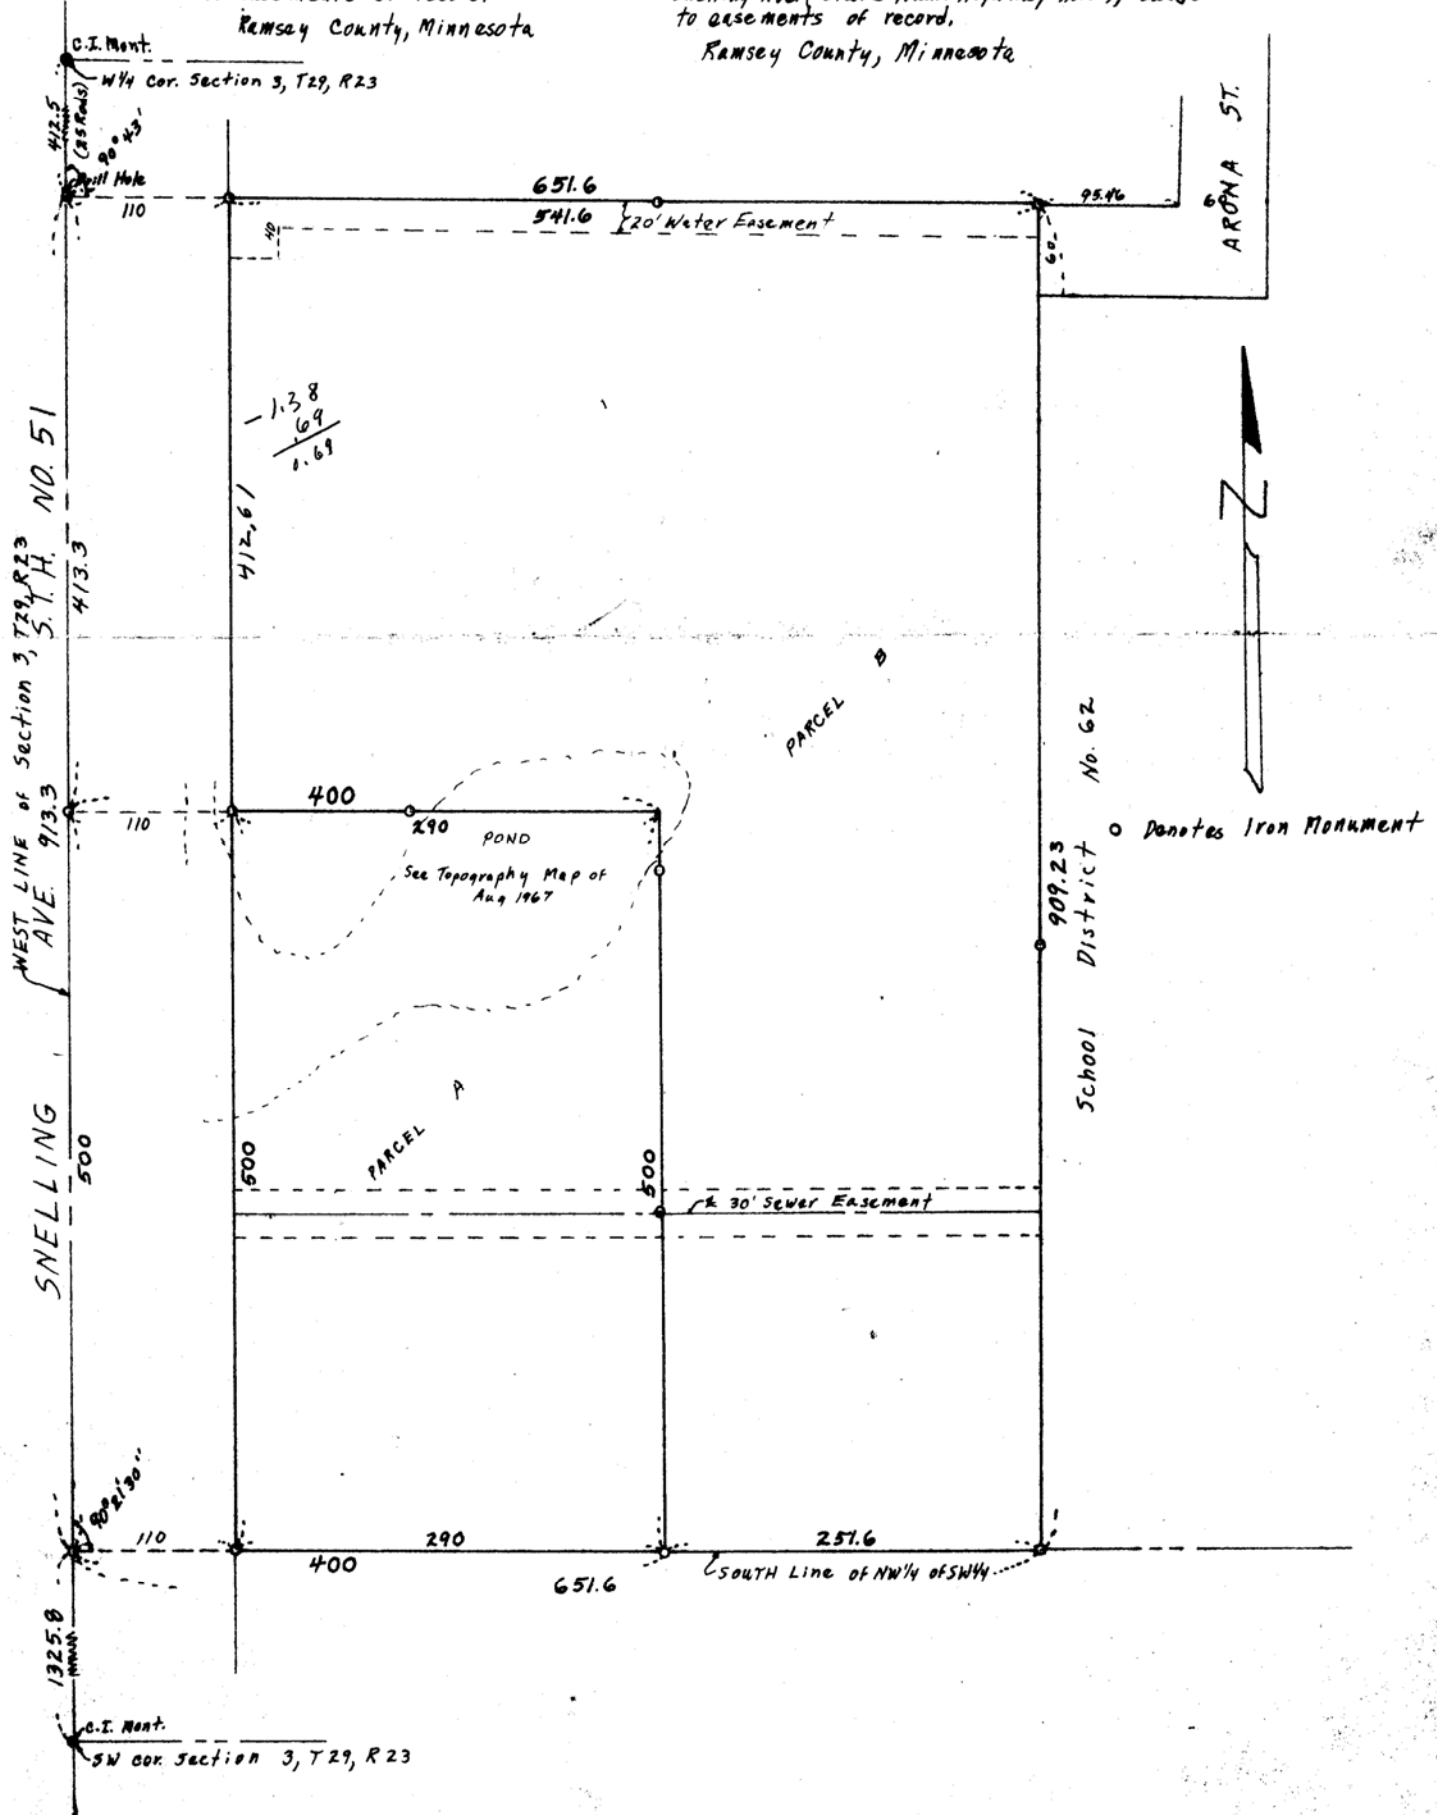 Ramsey County, Minnesota
to easements of record.
Ramsey County, Minnesota
C.I. Mont.
W¼ Cor. Section 3, T29, R23
412.5
(25 Rods)
90° 43'
Drill Hole
110
651.6
541.6
20' Water Easement
40
95.46
60
60
ARONA ST.
- 1.38
.69
0.69
412.61
N
WEST LINE of Section 3, T29, R23
SNELLING AVE. S.T.H. NO. 51
413.3
913.3
500
110
400
290
POND
See Topography Map of
Aug 1967
PARCEL B
PARCEL A
909.23
School District No. 62
o Denotes Iron Monument
500
500
30' Sewer Easement
90° 21' 30"
110
290
400
651.6
251.6
SOUTH Line of NW¼ of SW¼
1325.8
C.I. Mont.
SW cor. Section 3, T29, R23